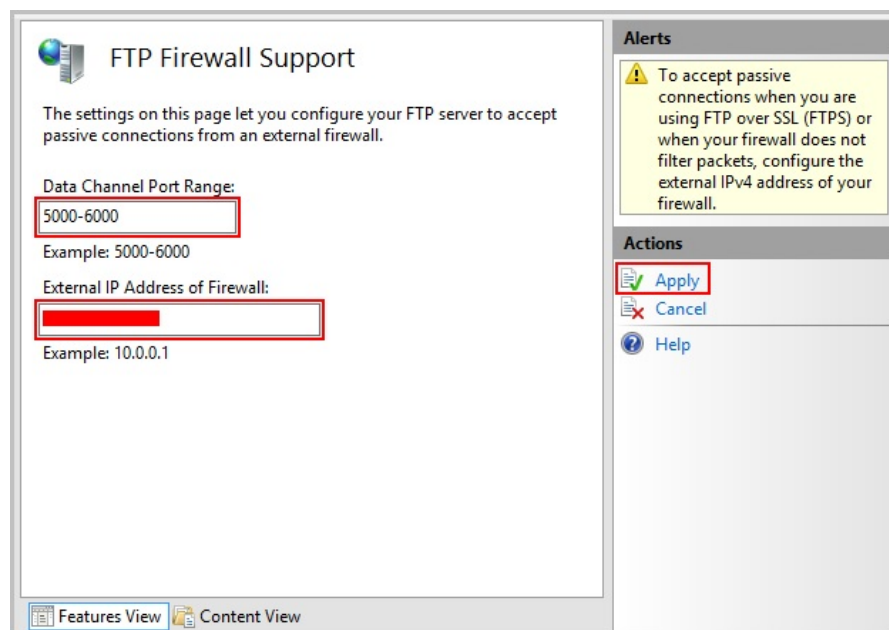 FTP Firewall Support
The settings on this page let you configure your FTP server to accept
passive connections from an external firewall.
Data Channel Port Range:
5000-6000
Example: 5000-6000
External IP Address of Firewall:
Example: 10.0.0.1
Features View
Content View
Alerts
To accept passive
connections when you are
using FTP over SSL (FTPS) or
when your firewall does not
filter packets, configure the
external IPv4 address of your
firewall.
Actions
Apply
Cancel
Help